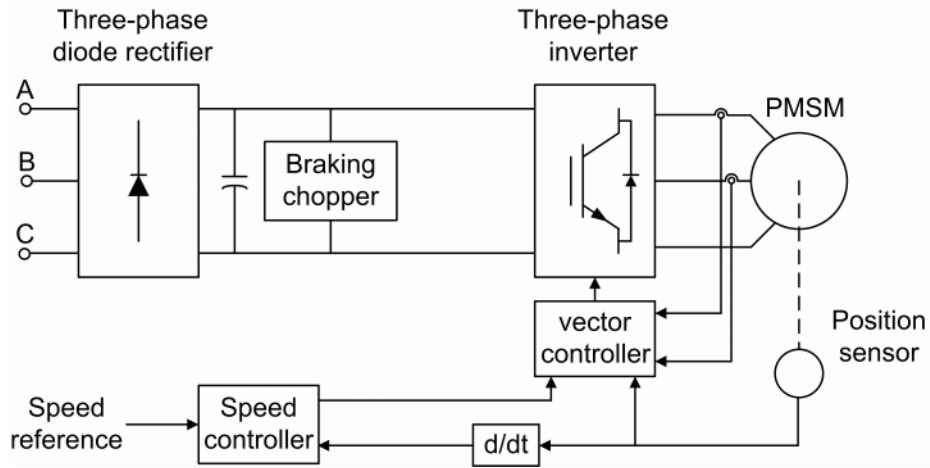 Three-phase
diode rectifier
Three-phase
inverter
A
B
C
Braking
chopper
PMSM
vector
controller
Position
sensor
Speed
reference
Speed
controller
d/dt